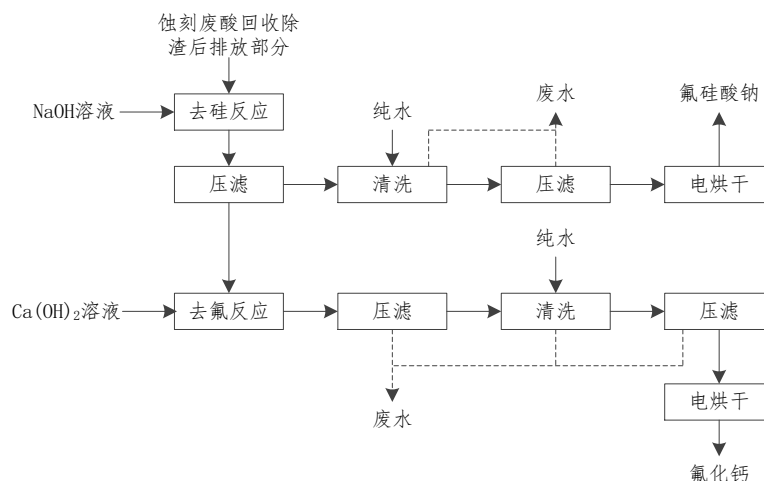 蚀刻废酸回收除
渣后排放部分
NaOH溶液
去硅反应
纯水
废水
氟硅酸钠
压滤
清洗
压滤
电烘干
纯水
Ca(OH)₂溶液
去氟反应
压滤
清洗
压滤
废水
电烘干
氟化钙